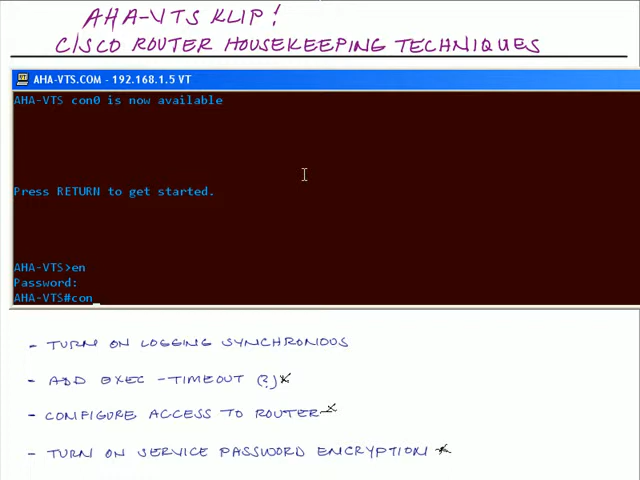 AHA-VTS KLIP!
CISCO ROUTER HOUSEKEEPING TECHNIQUES
AHA-VTS.COM - 192.168.1.5 VT
AHA-VTS con0 is now available
Press RETURN to get started.
AHA-VTS>en
Password:
AHA-VTS#con_
- TURN ON LOGGING SYNCHRONOUS
- ADD EXEC-TIMEOUT (?)*
- CONFIGURE ACCESS TO ROUTER*
- TURN ON SERVICE PASSWORD ENCRYPTION *